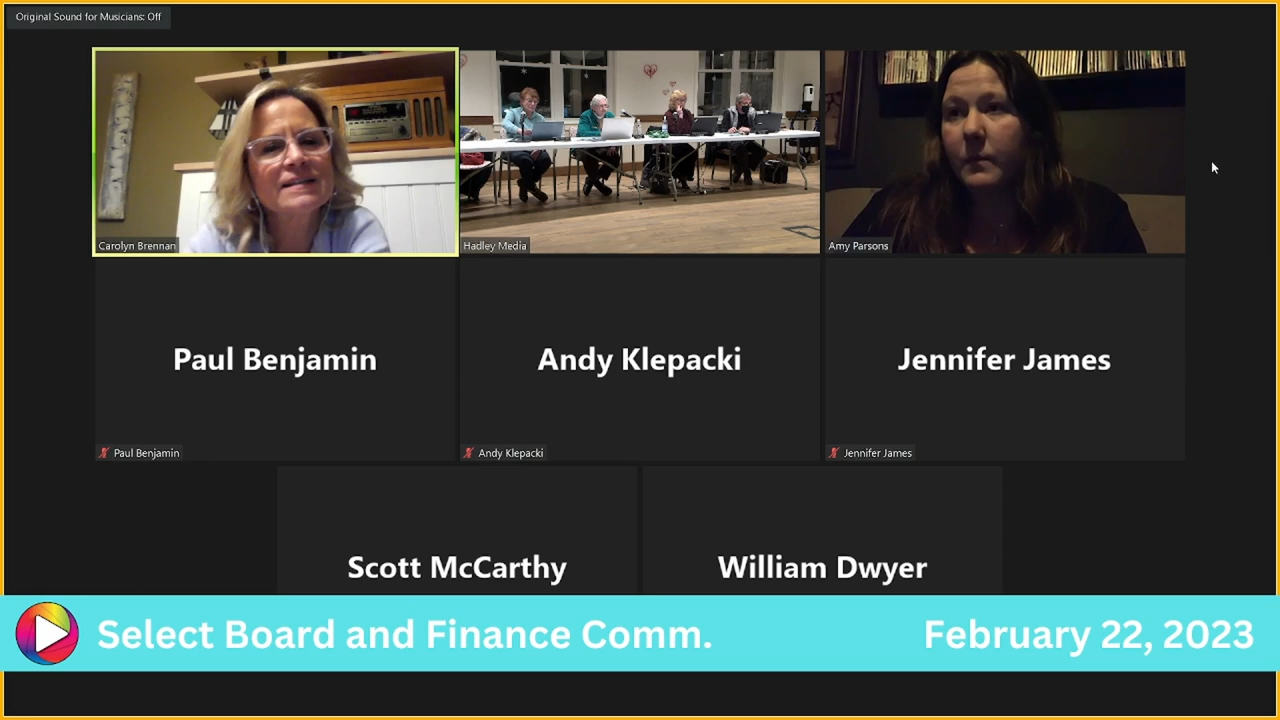 Original Sound for Musicians: Off
Carolyn Brennan
Hadley Media
Amy Parsons
Paul Benjamin
Andy Klepacki
Jennifer James
Paul Benjamin
Andy Klepacki
Jennifer James
Scott McCarthy
William Dwyer
Select Board and Finance Comm.
February 22, 2023